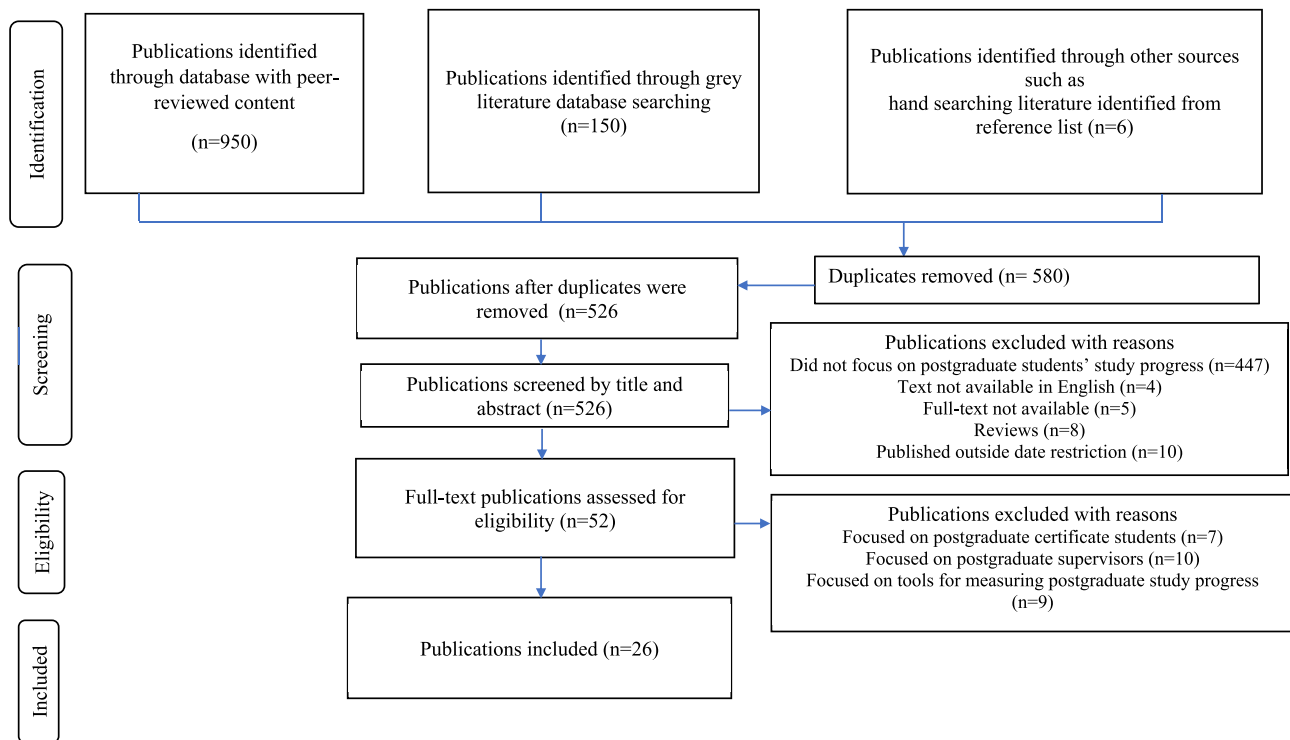 Identification
Publications identified
through database with peer-
reviewed content
(n=950)
Publications identified through grey
literature database searching
(n=150)
Publications identified through other sources
such as
hand searching literature identified from
reference list (n=6)
Screening
Publications after duplicates were
removed (n=526
Duplicates removed (n= 580)
Publications screened by title and
abstract (n=526)
Publications excluded with reasons
Did not focus on postgraduate students’ study progress (n=447)
Text not available in English (n=4)
Full-text not available (n=5)
Reviews (n=8)
Published outside date restriction (n=10)
Eligibility
Full-text publications assessed for
eligibility (n=52)
Publications excluded with reasons
Focused on postgraduate certificate students (n=7)
Focused on postgraduate supervisors (n=10)
Focused on tools for measuring postgraduate study progress
(n=9)
Included
Publications included (n=26)